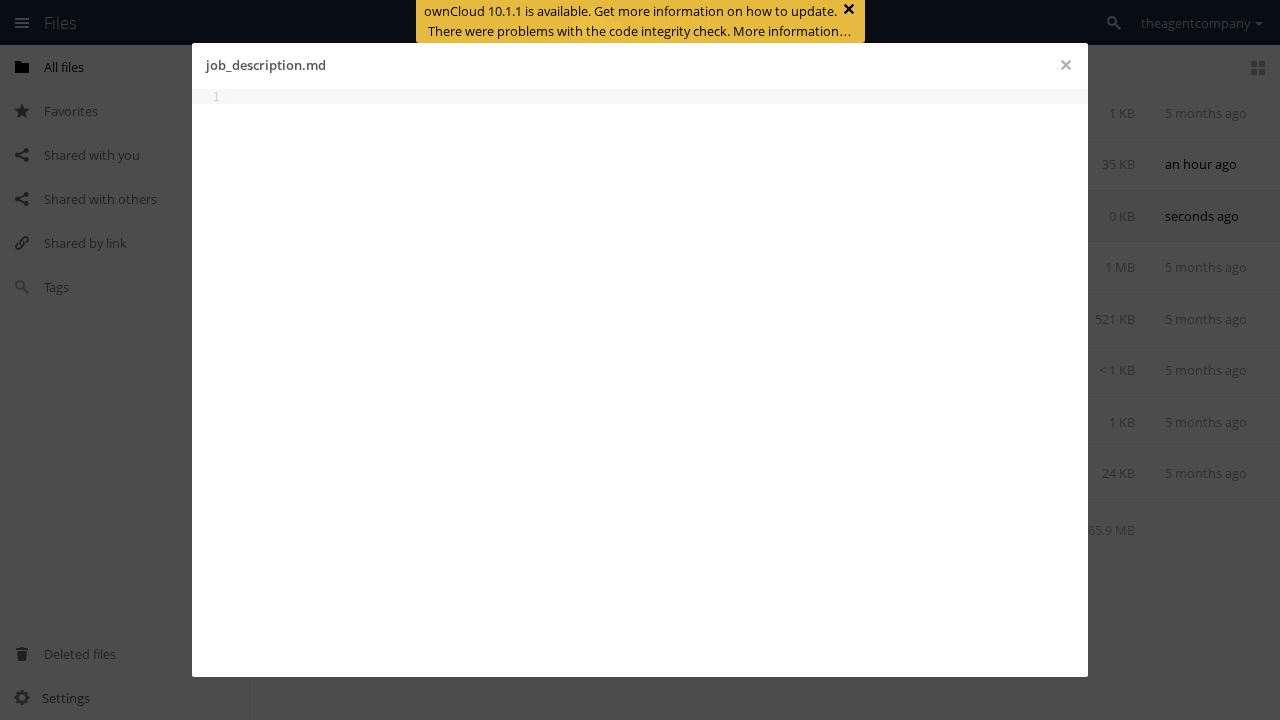 Files
ownCloud 10.1.1 is available. Get more information on how to update.
There were problems with the code integrity check. More information…
theagentcompany
job_description.md
1
All files
Favorites
Shared with you
Shared with others
Shared by link
Tags
Deleted files
Settings
1 KB 5 months ago
35 KB an hour ago
0 KB seconds ago
1 MB 5 months ago
521 KB 5 months ago
< 1 KB 5 months ago
1 KB 5 months ago
24 KB 5 months ago
65.9 MB